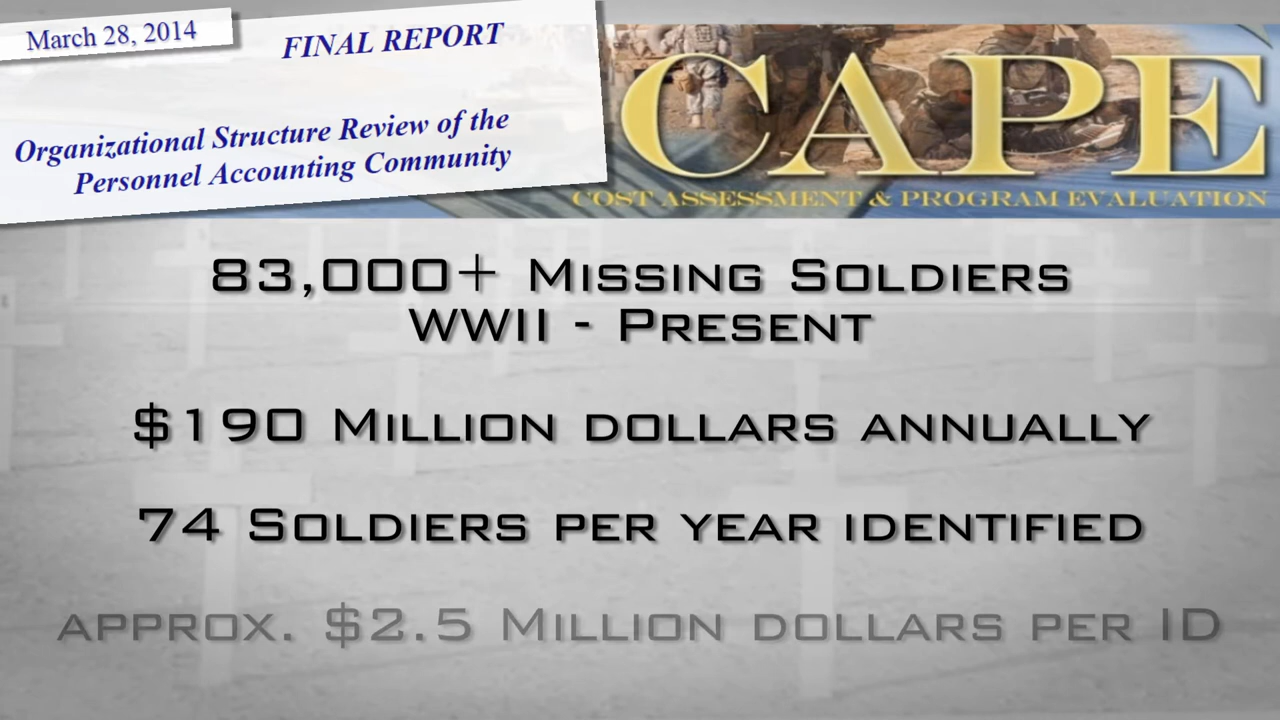 March 28, 2014
FINAL REPORT
Organizational Structure Review of the
Personnel Accounting Community
CAPE
COST ASSESSMENT & PROGRAM EVALUATION
83,000+ Missing Soldiers
WWII - Present
$190 Million dollars annually
74 Soldiers per year identified
approx. $2.5 Million dollars per ID